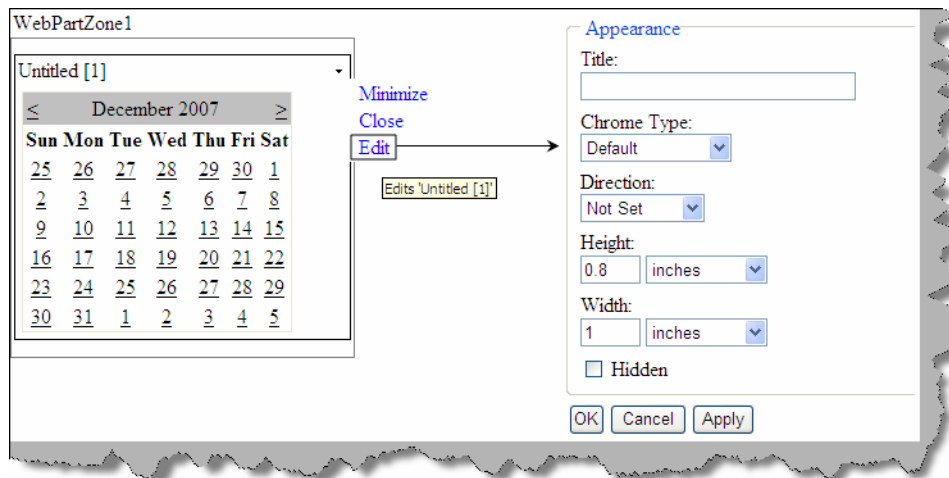 WebPartZone1
Untitled [1]
< December 2007 >
Sun Mon Tue Wed Thu Fri Sat
25 26 27 28 29 30 1
2 3 4 5 6 7 8
9 10 11 12 13 14 15
16 17 18 19 20 21 22
23 24 25 26 27 28 29
30 31 1 2 3 4 5
Minimize
Close
Edit
Edits 'Untitled [1]'
Appearance
Title:
Chrome Type:
Default
Direction:
Not Set
Height:
0.8 inches
Width:
1 inches
Hidden
OK Cancel Apply